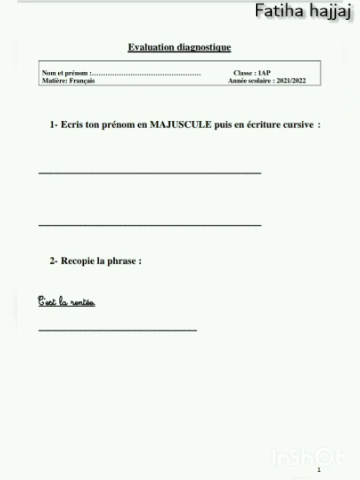 Fatiha hajjaj
Evaluation diagnostique
Nom et prénom :………………………………………… Classe : 1AP
Matière: Français Année scolaire : 2021/2022
1- Ecris ton prénom en MAJUSCULE puis en écriture cursive :
2- Recopie la phrase :
C'est la rentée.
1
InShOt